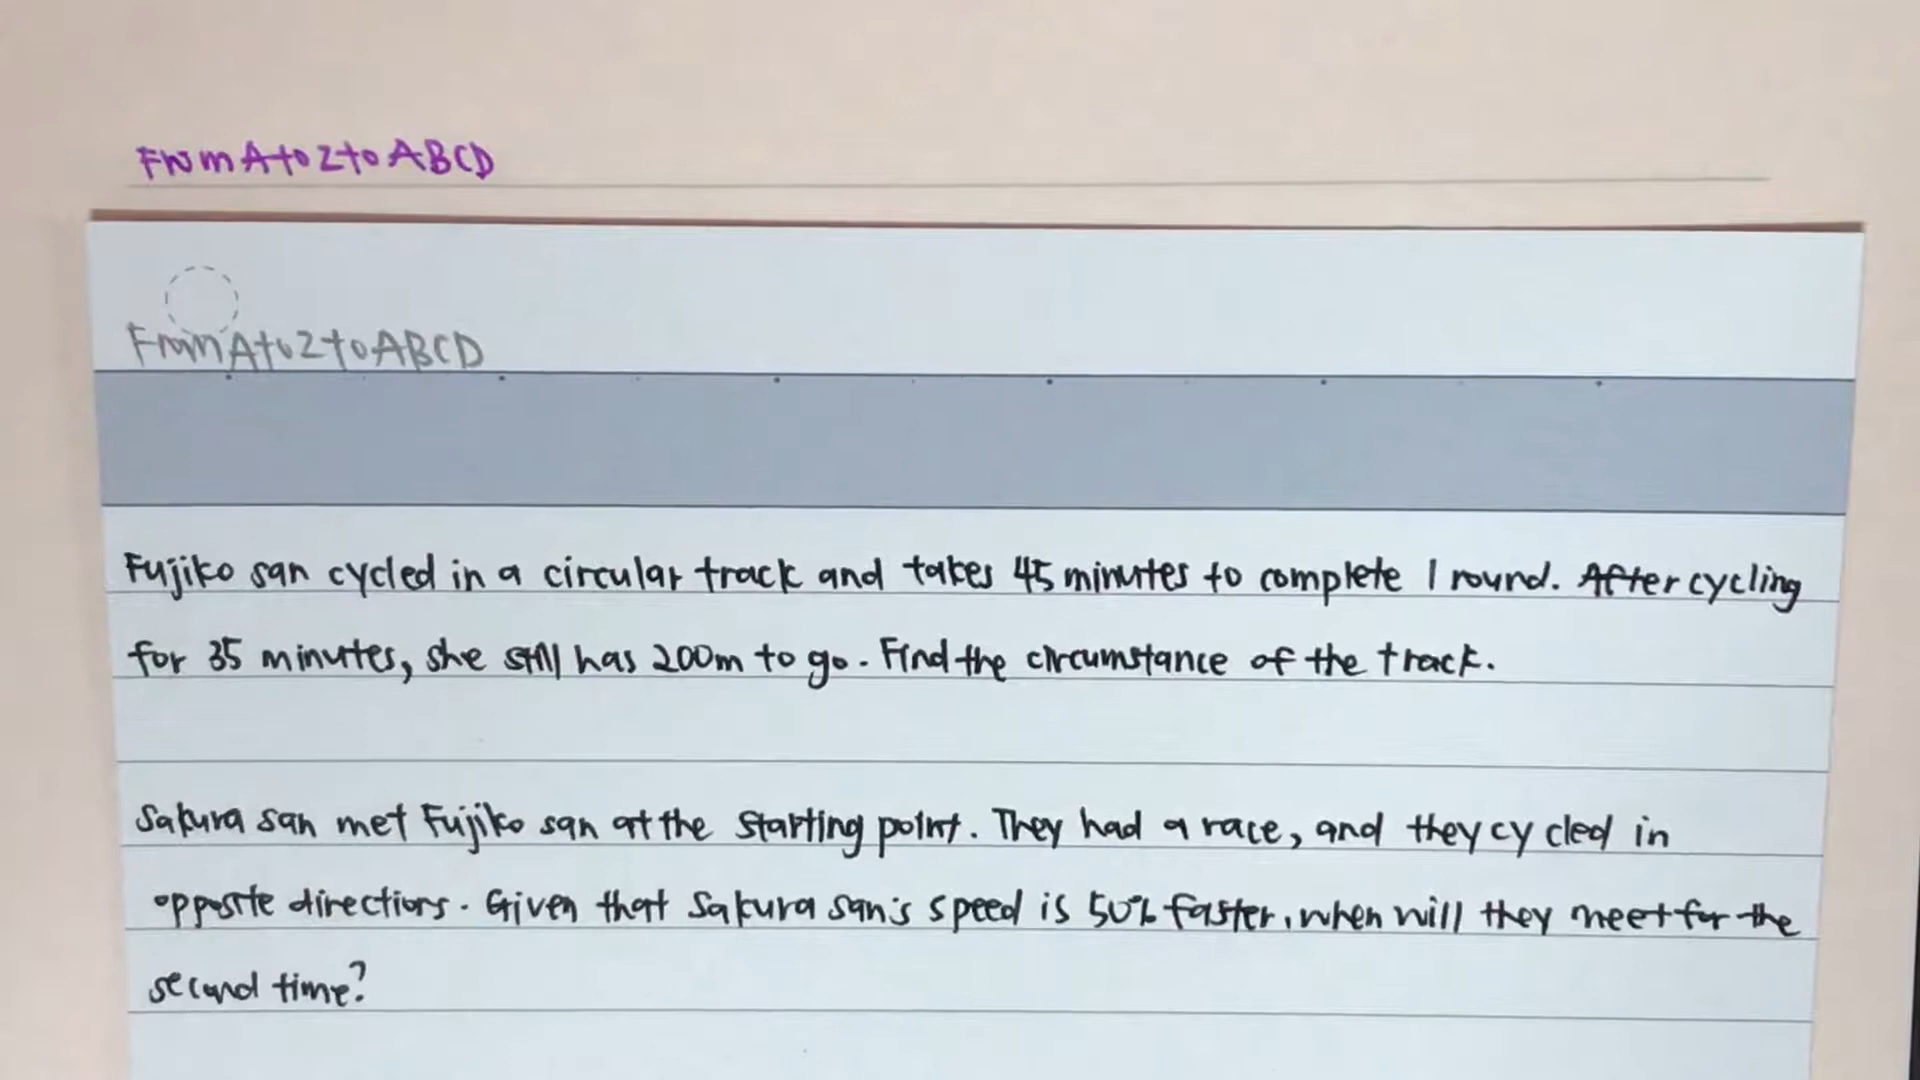 From A to Z to ABCD
From A to Z to ABCD
Fujiko san cycled in a circular track and takes 45 minutes to complete 1 round. After cycling
for 35 minutes, she still has 200m to go. Find the circumstance of the track.
Sakura san met Fujiko san at the starting point. They had a race, and they cycled in
opposite directions. Given that Sakura san's speed is 50% faster, when will they meet for the
second time?